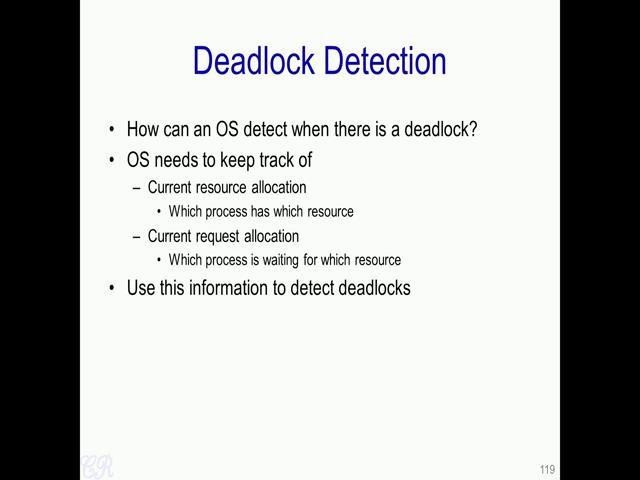 Deadlock Detection
• How can an OS detect when there is a deadlock?
• OS needs to keep track of
– Current resource allocation
• Which process has which resource
– Current request allocation
• Which process is waiting for which resource
• Use this information to detect deadlocks
CR
119